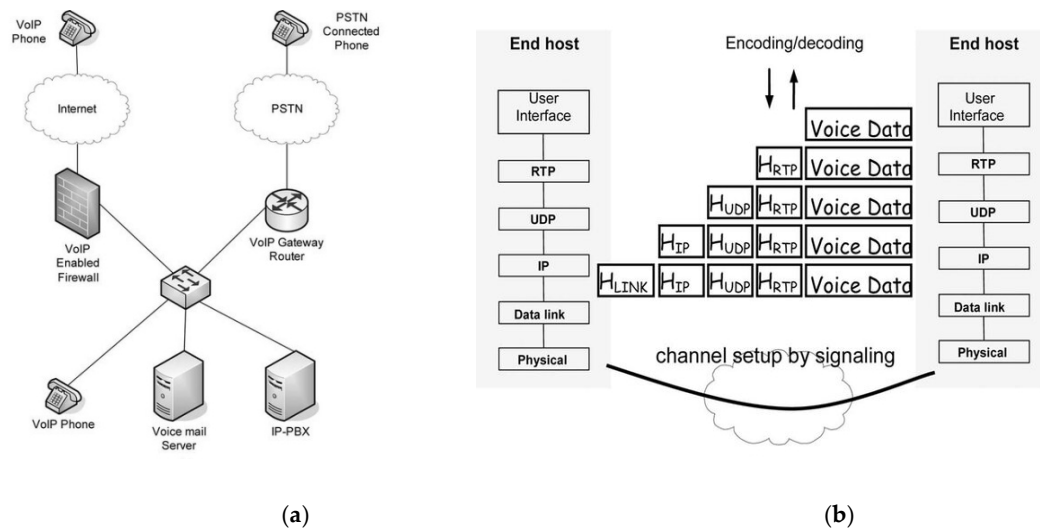 VoIP
Phone
PSTN
Connected
Phone
Internet
PSTN
VoIP
Enabled
Firewall
VoIP Gateway
Router
VoIP Phone
Voice mail
Server
IP-PBX
(a)
End host
Encoding/decoding
End host
User
Interface
RTP
UDP
IP
Data link
Physical
Voice Data
HRTP Voice Data
HUDP HRTP Voice Data
HIP HUDP HRTP Voice Data
HLINK HIP HUDP HRTP Voice Data
channel setup by signaling
User
Interface
RTP
UDP
IP
Data link
Physical
(b)